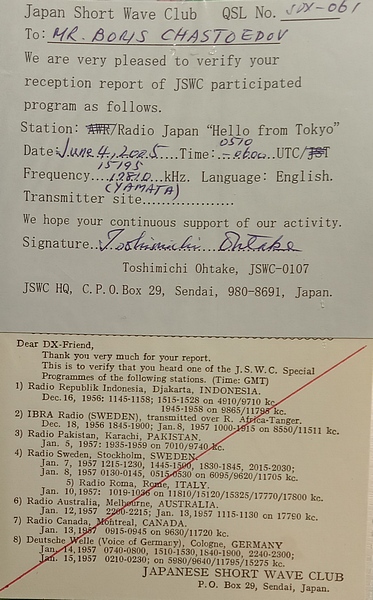 Japan Short Wave Club QSL No. JDX-061
To: MR. BORIS CHASTOEDOV
We are very pleased to verify your
reception report of JSWC participated
program as follows.
Station: AWR/Radio Japan “Hello from Tokyo”
0510
Date: June 4, 2005....Time:.-0600..UTC/JST
15195
Frequency....kHz. Language: English.
(YAMATA)
Transmitter site..................
We hope your continuous support of our activity.
Signature...Toshimichi Ohtake
Toshimichi Ohtake, JSWC-0107
JSWC HQ, C.P.O.Box 29, Sendai, 980-8691, Japan.
Dear DX-Friend,
Thank you very much for your report.
This is to verify that you heard one of the J.S.W.C. Special
Programmes of the following stations. (Time: GMT)
1) Radio Republik Indonesia, Djakarta, INDONESIA.
Dec.16, 1956: 1145-1158; 1515-1528 on 4910/9710 kc.
1945-1958 on 9865/11795 kc.
2) IBRA Radio (SWEDEN), transmitted over R. Africa-Tanger.
Dec. 18, 1956 1845-1900; Jan.8, 1957 1000-1015 on 8550/11511 kc.
3) Radio Pakistan, Karachi, PAKISTAN.
Jan. 5, 1957: 1935-1959 on 7010/9740 kc.
4) Radio Sweden, Stockholm, SWEDEN.
Jan. 7, 1957 1215-1230, 1445-1500, 1830-1845, 2015-2030;
Jan. 8, 1957 0130-0145, 0515-0530 on 6095/9620/11705 kc.
5) Radio Roma, Rome, ITALY.
Jan. 10,1957: 1019-1036 on 11810/15120/15325/17770/17800 kc.
6) Radio Australia, Melbourne, AUSTRALIA.
Jan. 12,1957 2200-2215; Jan. 13,1957 1115-1130 on 17790 kc.
7) Radio Canada, Montreal, CANADA.
Jan. 13,1957 0915-0945 on 9630/11720 kc.
8) Deutsche Welle (Voice of Germany), Cologne, GERMANY
Jan. 14,1957 0740-0800, 1510-1530,1840-1900, 2240-2300;
Jan. 15,1957 0210-0230; on 5980/9640/11795/15275 kc.
JAPANESE SHORT WAVE CLUB
P.O. Box 29, Sendai, Japan.